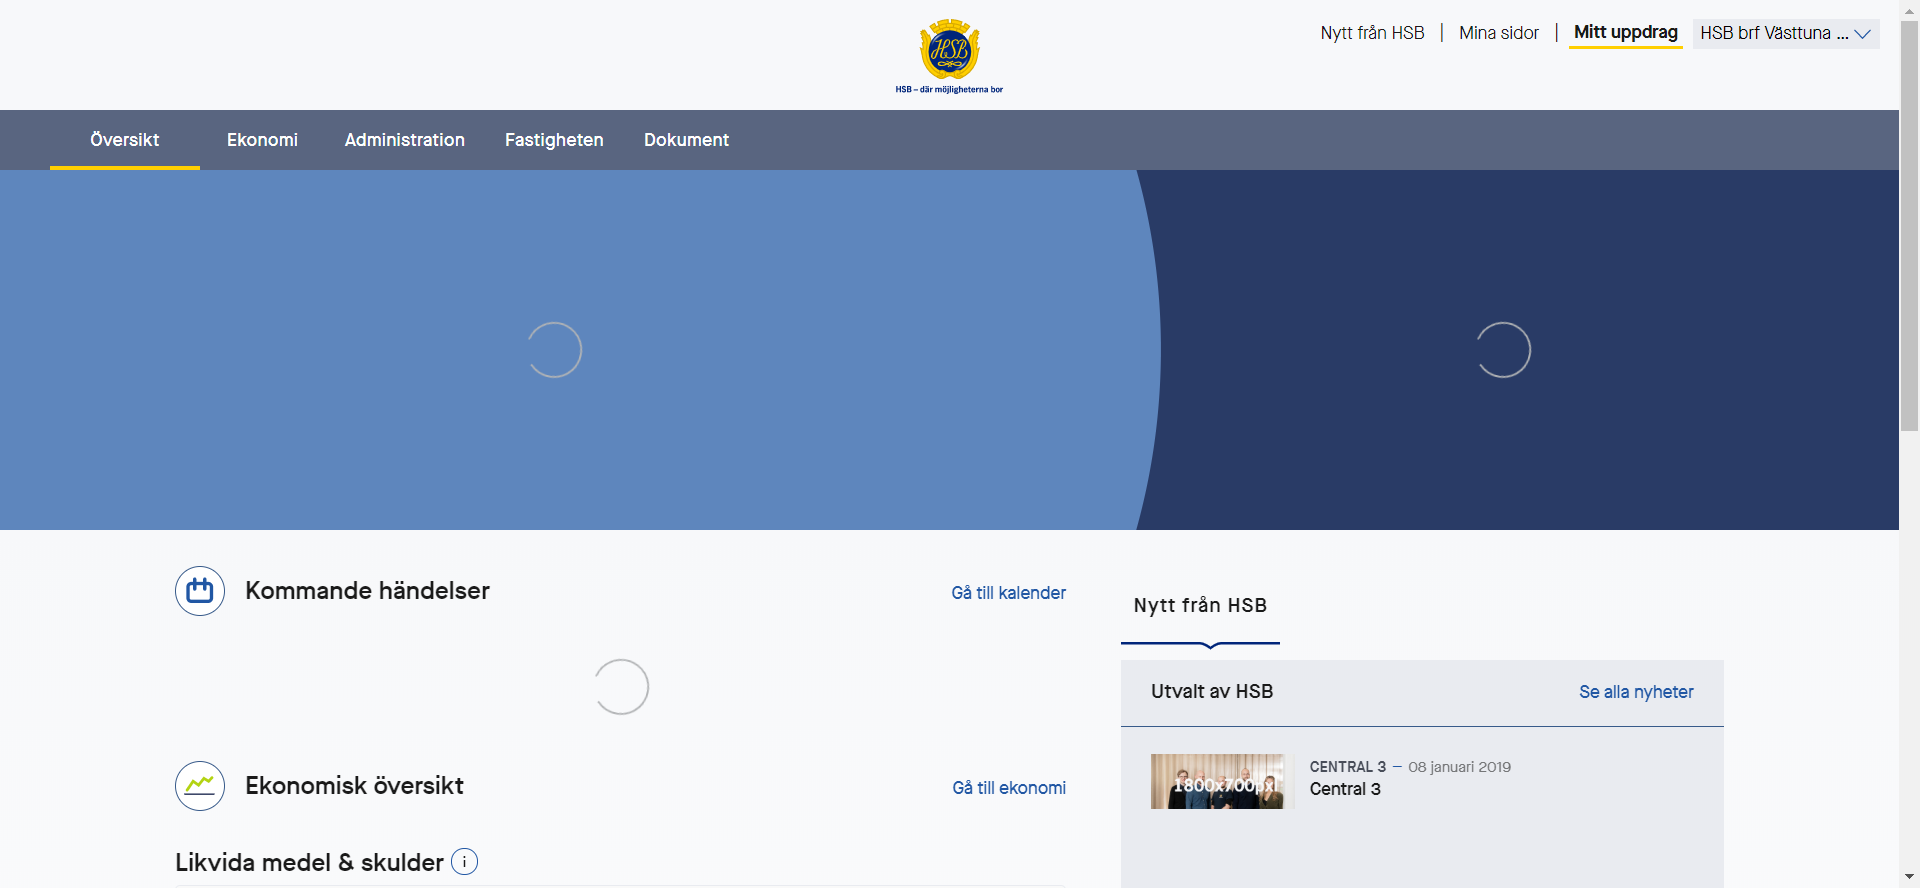 HSB
HSB – där möjligheterna bor
Nytt från HSB
Mina sidor
Mitt uppdrag
HSB brf Västtuna ...
Översikt
Ekonomi
Administration
Fastigheten
Dokument
Kommande händelser
Gå till kalender
Ekonomisk översikt
Gå till ekonomi
Likvida medel & skulder i
Nytt från HSB
Utvalt av HSB
Se alla nyheter
1800x700pxl
CENTRAL 3 – 08 januari 2019
Central 3